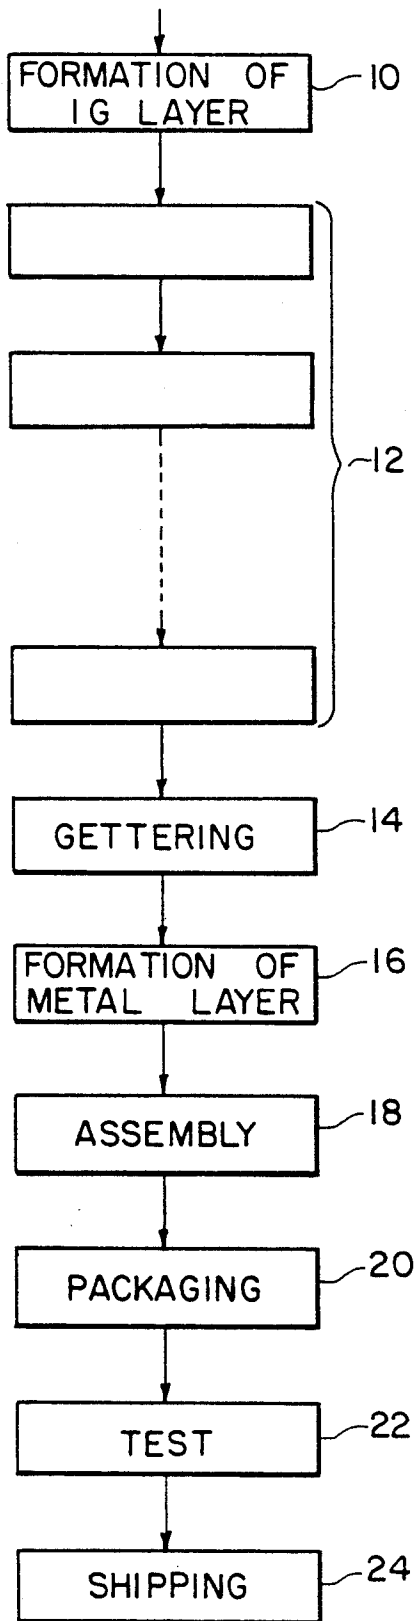 FORMATION OF
IG LAYER
10
12
GETTERING
14
FORMATION OF
METAL LAYER
16
ASSEMBLY
18
PACKAGING
20
TEST
22
SHIPPING
24